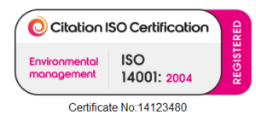 Citation ISO Certification
Environmental
management
ISO
14001: 2004
REGISTERED
Certificate No:14123480